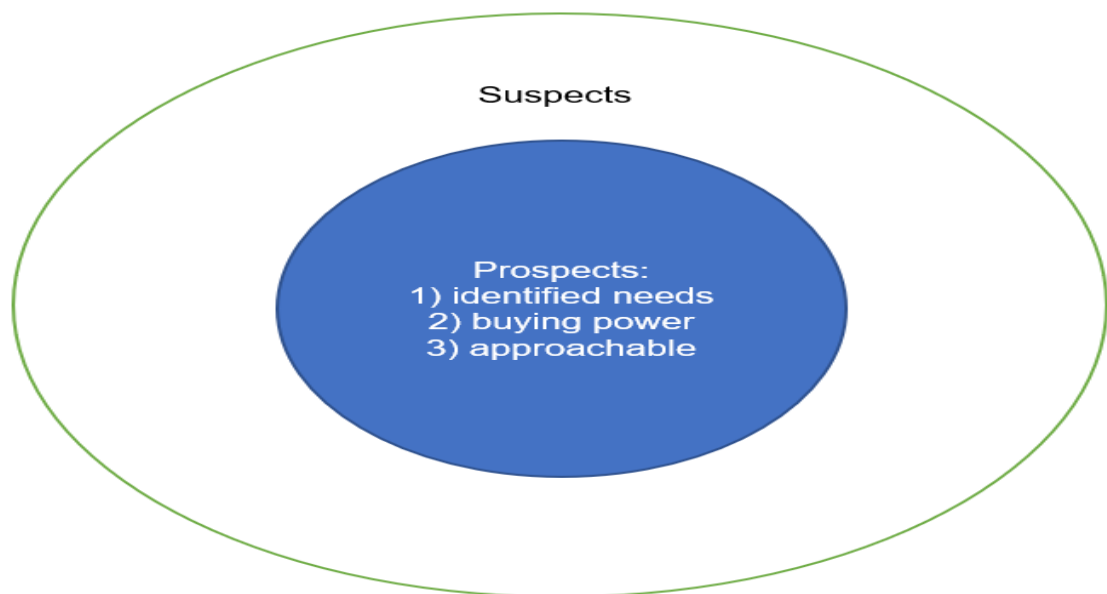 Suspects
Prospects:
1) identified needs
2) buying power
3) approachable